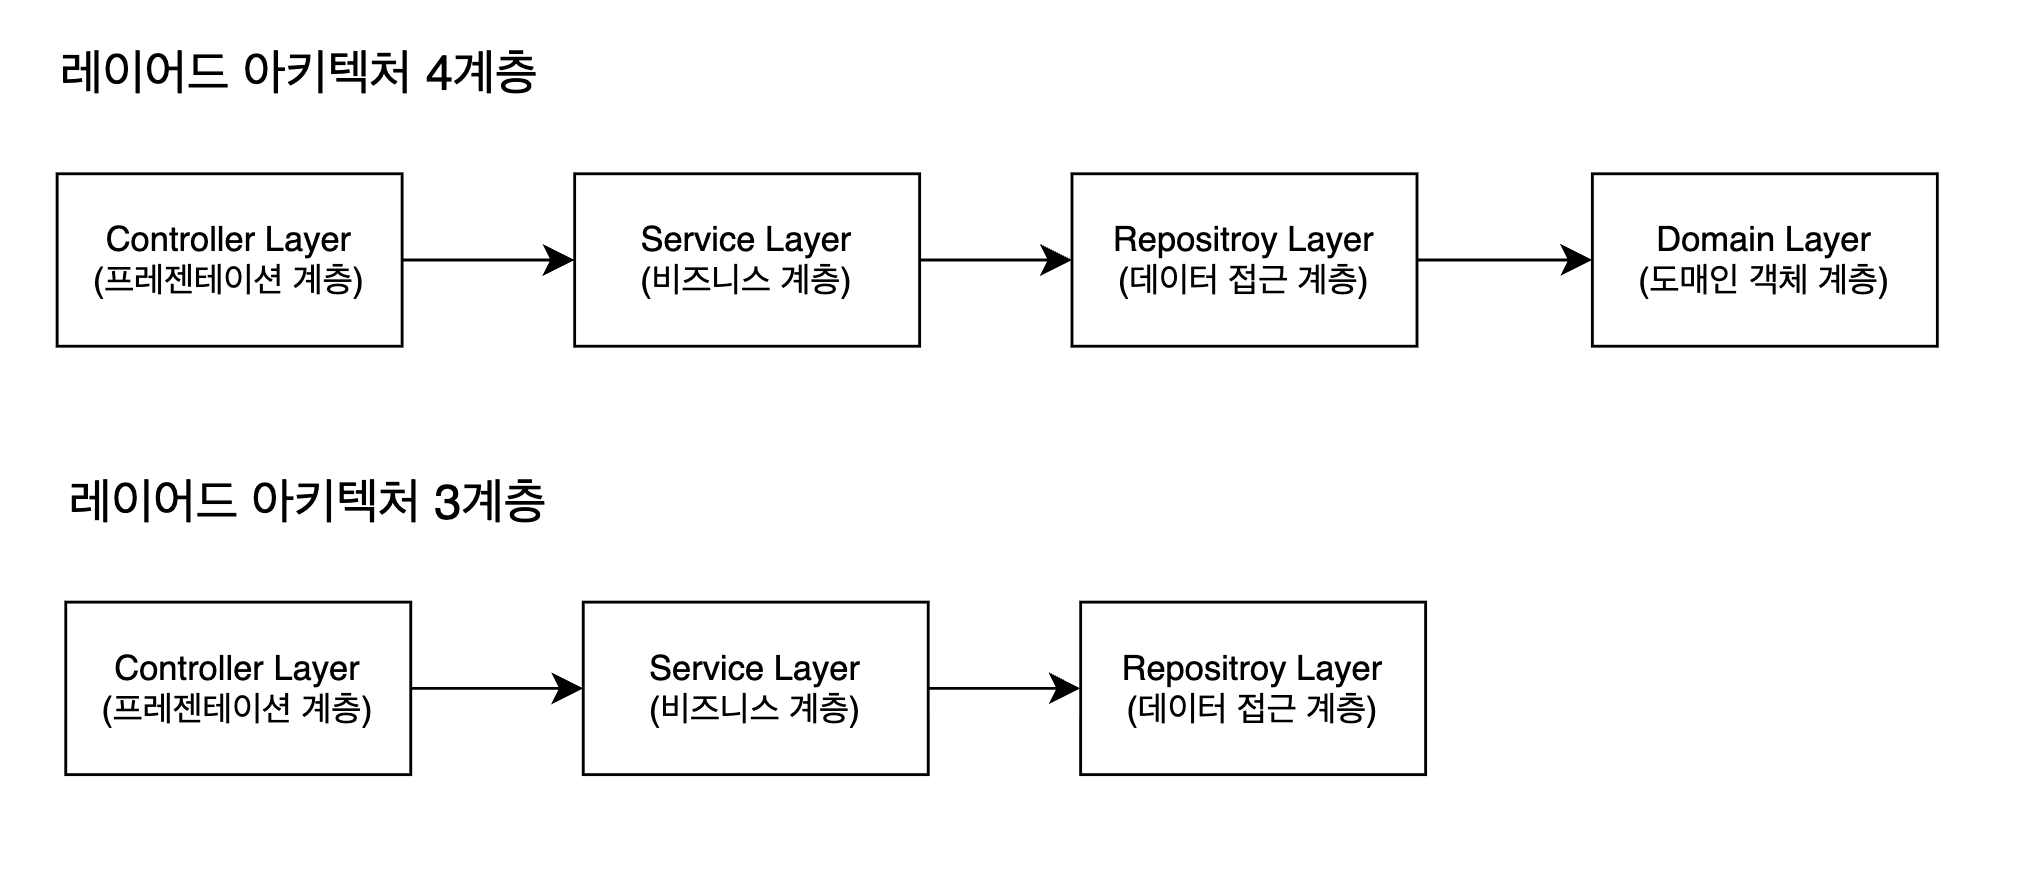 레이어드 아키텍처 4계층
Controller Layer
(프레젠테이션 계층)
Service Layer
(비즈니스 계층)
Repositroy Layer
(데이터 접근 계층)
Domain Layer
(도매인 객체 계층)
레이어드 아키텍처 3계층
Controller Layer
(프레젠테이션 계층)
Service Layer
(비즈니스 계층)
Repositroy Layer
(데이터 접근 계층)